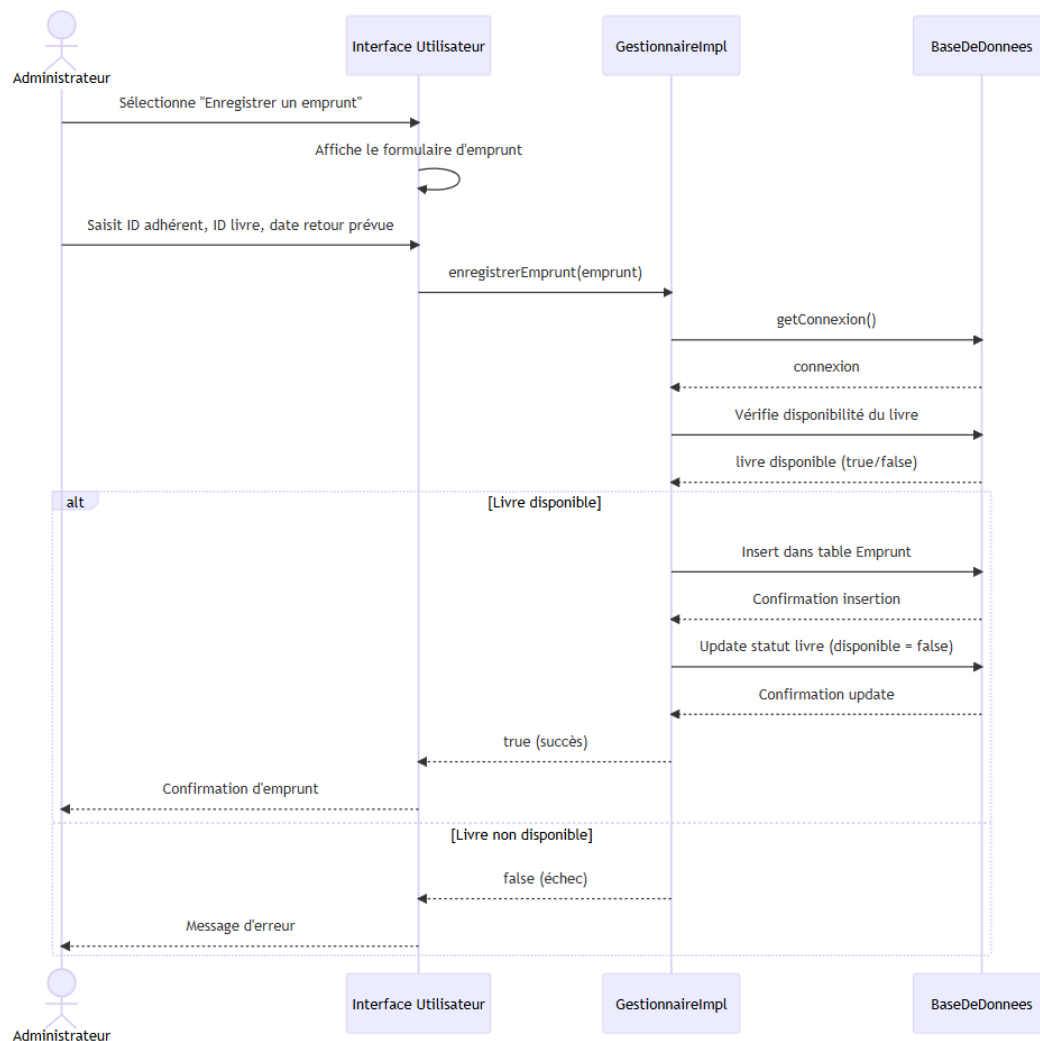 Administrateur
Interface Utilisateur
GestionnaireImpl
BaseDeDonnees
Sélectionne "Enregistrer un emprunt"
Affiche le formulaire d'emprunt
Saisit ID adhérent, ID livre, date retour prévue
enregistrerEmprunt(emprunt)
getConnexion()
connexion
Vérifie disponibilité du livre
livre disponible (true/false)
alt
[Livre disponible]
Insert dans table Emprunt
Confirmation insertion
Update statut livre (disponible = false)
Confirmation update
true (succès)
Confirmation d'emprunt
[Livre non disponible]
false (échec)
Message d'erreur
Administrateur
Interface Utilisateur
GestionnaireImpl
BaseDeDonnees